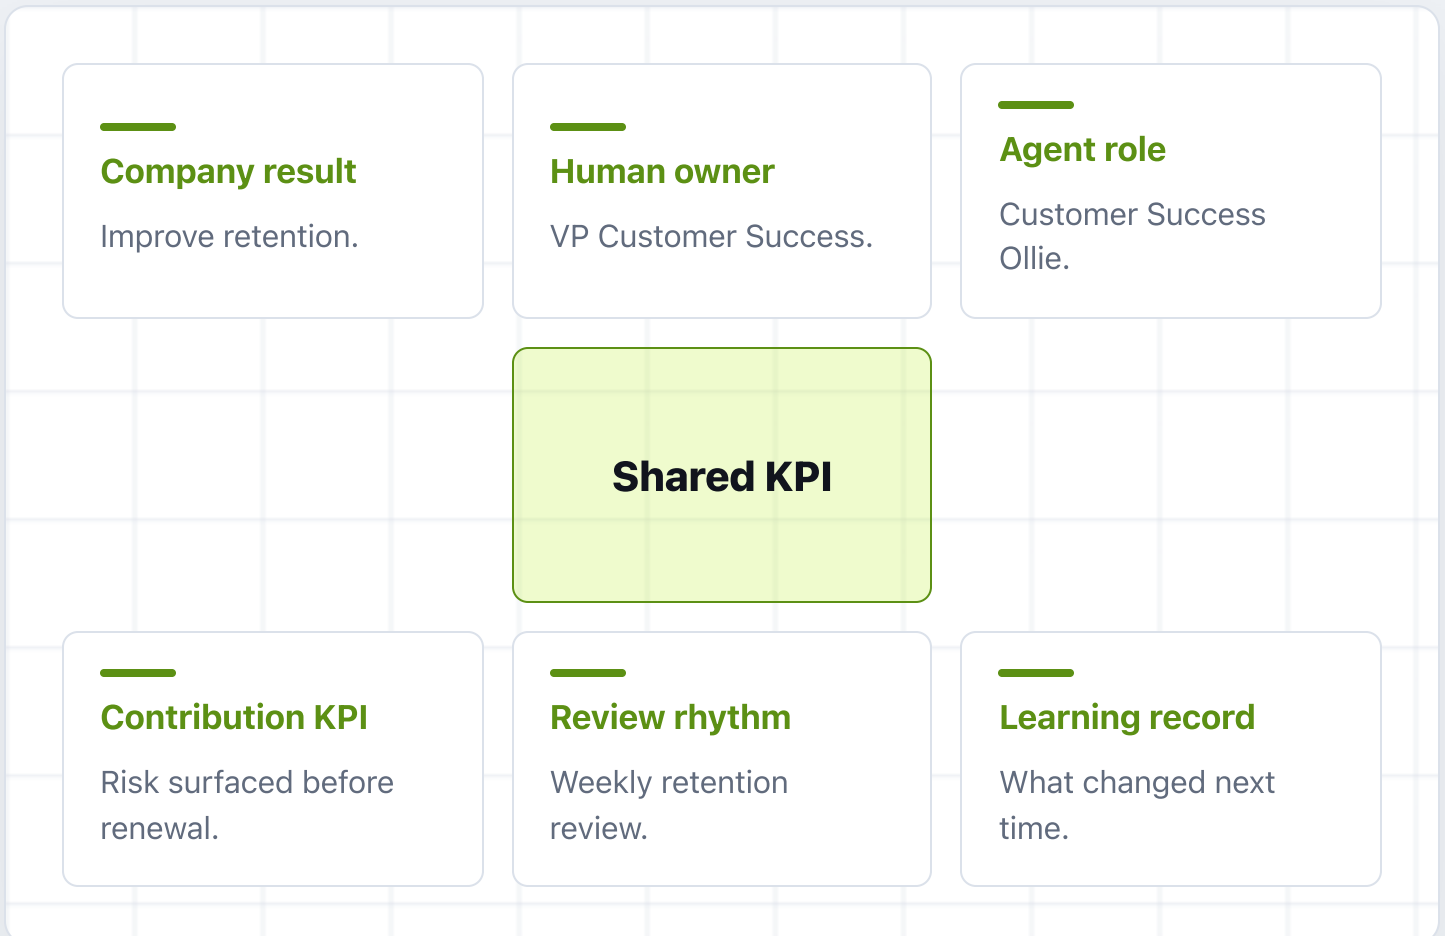 Company result
Improve retention.
Human owner
VP Customer Success.
Agent role
Customer Success
Ollie.
Shared KPI
Contribution KPI
Risk surfaced before
renewal.
Review rhythm
Weekly retention
review.
Learning record
What changed next
time.